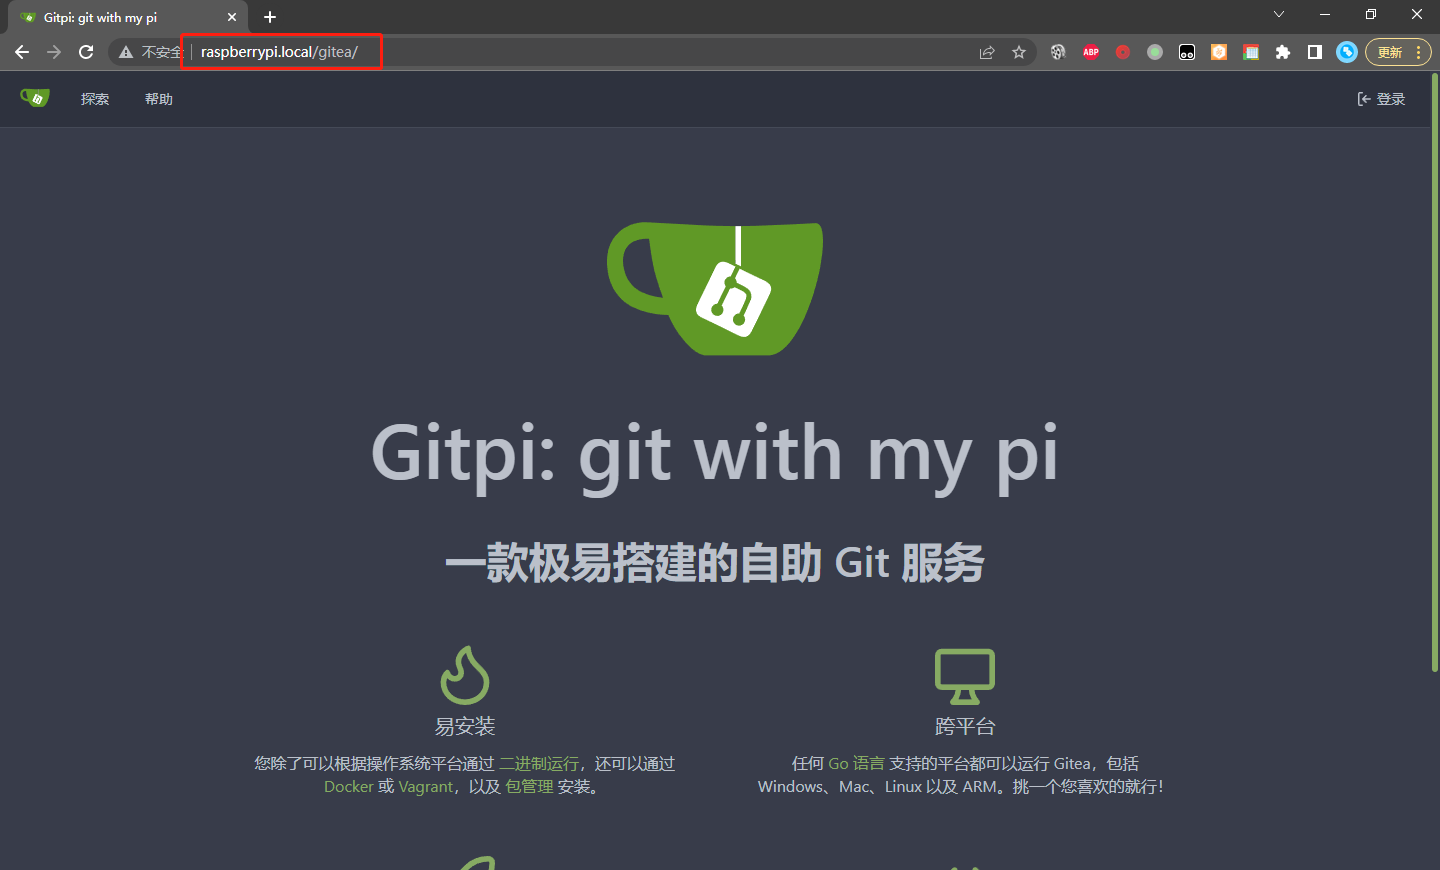 Gitpi: git with my pi
不安全 raspberrypi.local/gitea/
ABP
更新
探索 帮助 登录
Gitpi: git with my pi
一款极易搭建的自助 Git 服务
易安装
您除了可以根据操作系统平台通过 二进制运行，还可以通过
Docker 或 Vagrant，以及 包管理 安装。
跨平台
任何 Go 语言 支持的平台都可以运行 Gitea，包括
Windows、Mac、Linux 以及 ARM。挑一个您喜欢的就行！